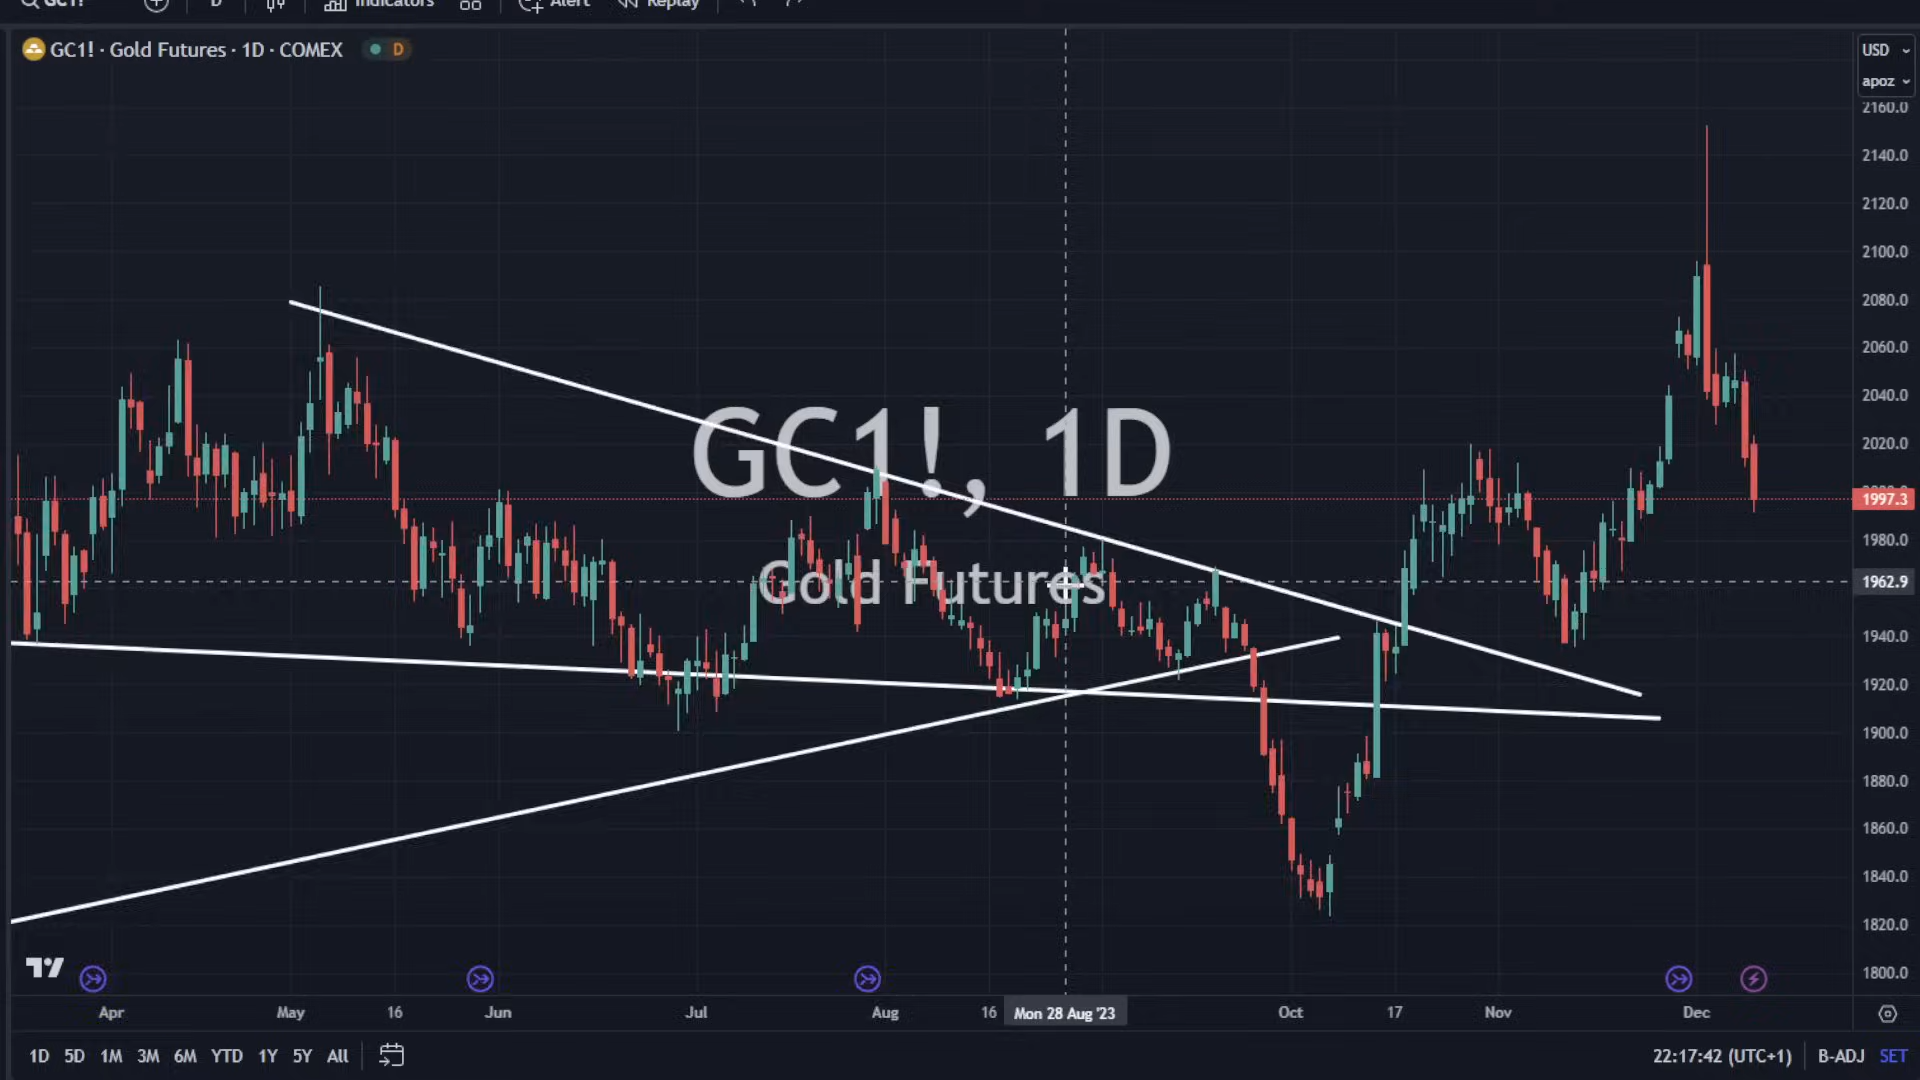 GC1!
D
Indicators
Alert
Replay
GC1! · Gold Futures · 1D · COMEX
D
USD
apoz
2160.0
2140.0
2120.0
2100.0
2080.0
2060.0
2040.0
2020.0
1997.3
1980.0
1962.9
1940.0
1920.0
1900.0
1880.0
1860.0
1840.0
1820.0
1800.0
GC1!, 1D
Gold Futures
Apr May 16 Jun Jul Aug 16 Mon 28 Aug '23 Oct 17 Nov Dec
1D 5D 1M 3M 6M YTD 1Y 5Y All
22:17:42 (UTC+1) B-ADJ SET